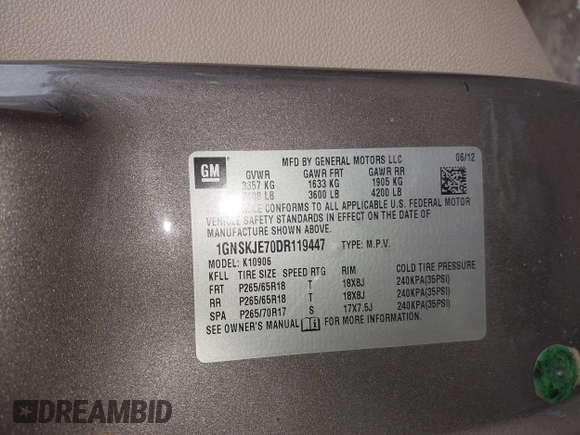 GM
MFD BY GENERAL MOTORS LLC 06/12
GVWR GAWR FRT GAWR RR
3357 KG 1633 KG 1905 KG
7400 LB 3600 LB 4200 LB
VEHICLE CONFORMS TO ALL APPLICABLE U.S. FEDERAL MOTOR
VEHICLE SAFETY STANDARDS IN EFFECT ON THE DATE OF
MANUFACTURE SHOWN ABOVE.
1GNSKJE70DR119447 TYPE: M.P.V.
MODEL: K10906
KFLL TIRE SIZE SPEED RTG RIM COLD TIRE PRESSURE
FRT P265/65R18 T 18X8J 240KPA(35PSI)
RR P265/65R18 T 18X8J 240KPA(35PSI)
SPA P265/70R17 S 17X7.5J 240KPA(35PSI)
SEE OWNER'S MANUAL FOR MORE INFORMATION.
DREAMBID